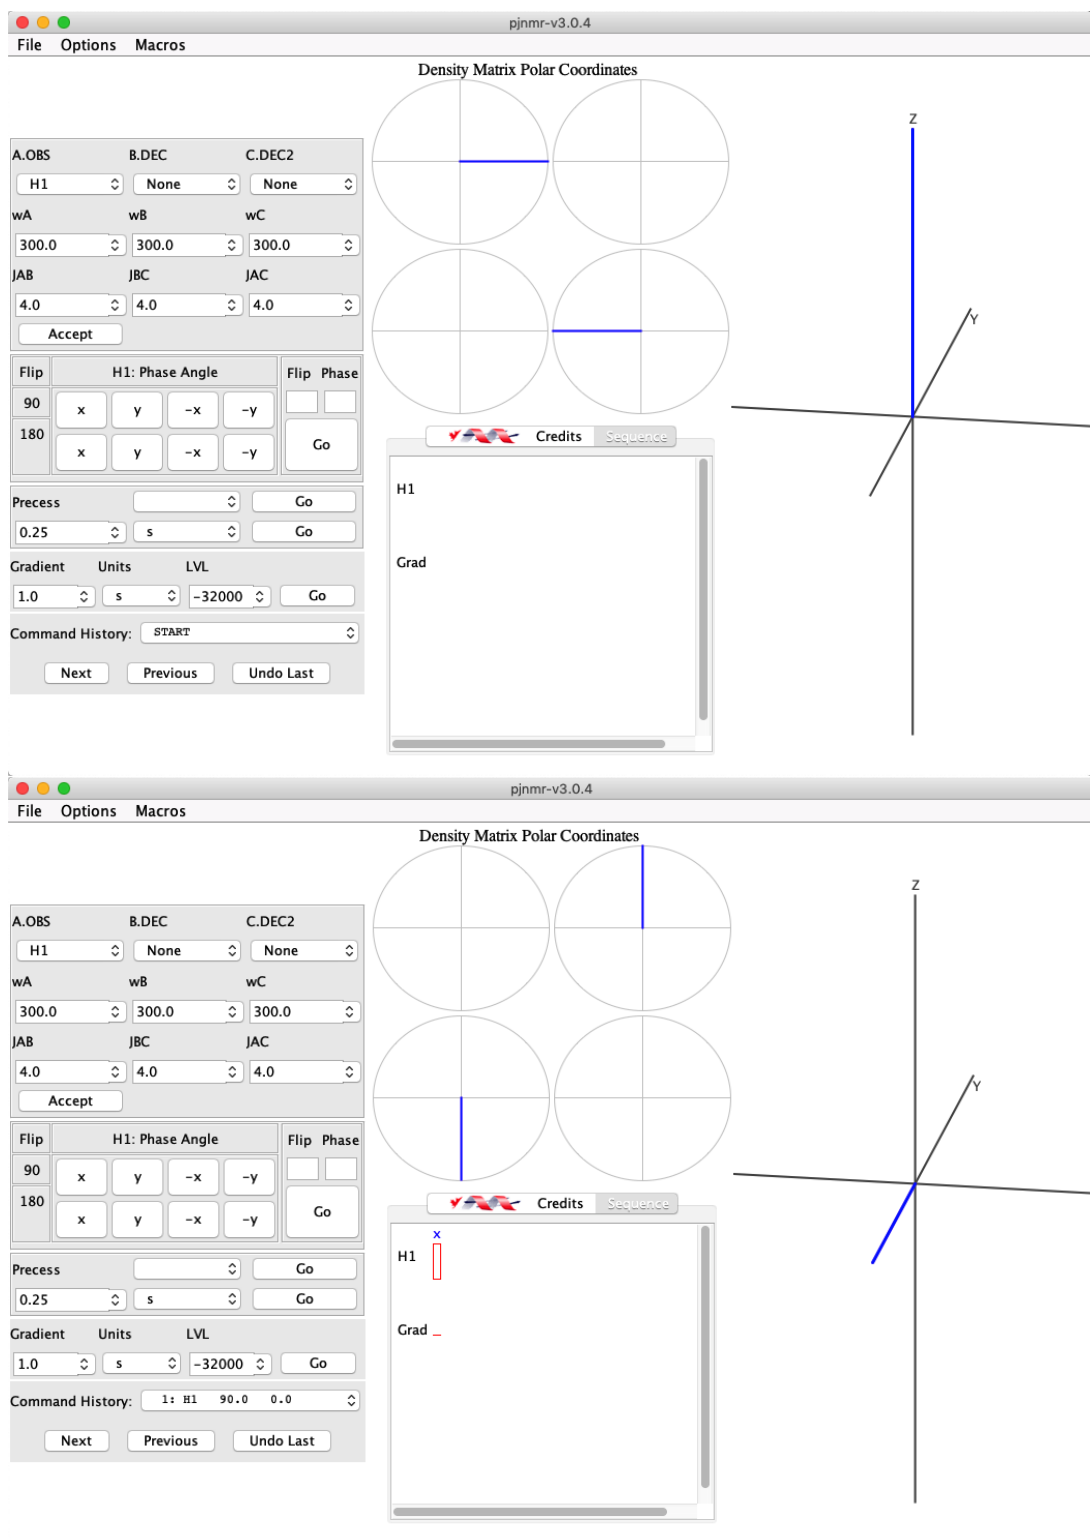 pjnmr-v3.0.4
File Options Macros
Density Matrix Polar Coordinates
Z
A.OBS B.DEC C.DEC2
H1 None None
wA wB wC
300.0 300.0 300.0
JAB JBC JAC
4.0 4.0 4.0
Y
Accept
Flip H1: Phase Angle Flip Phase
90 x y -x -y
180 x y -x -y Go
Credits Sequence
H1
Precess Go
0.25 s Go
Grad
Gradient Units LVL
1.0 s -32000 Go
Command History: START
Next Previous Undo Last
pjnmr-v3.0.4
File Options Macros
Density Matrix Polar Coordinates
Z
A.OBS B.DEC C.DEC2
H1 None None
wA wB wC
300.0 300.0 300.0
JAB JBC JAC
4.0 4.0 4.0
Y
Accept
Flip H1: Phase Angle Flip Phase
90 x y -x -y
180 x y -x -y Go
Credits Sequence
x
H1
Precess Go
0.25 s Go
Grad
Gradient Units LVL
1.0 s -32000 Go
Command History: 1: H1 90.0 0.0
Next Previous Undo Last